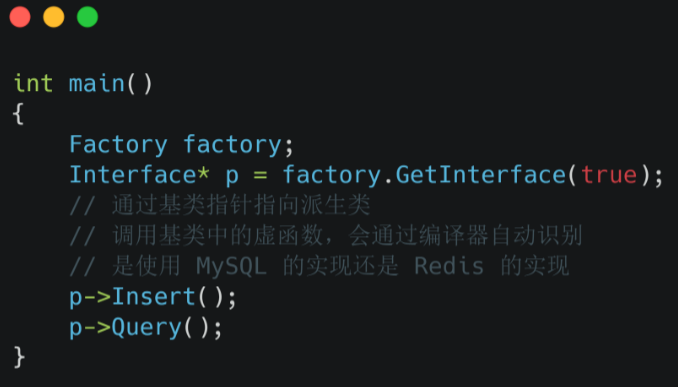 int main()
{
    Factory factory;
    Interface* p = factory.GetInterface(true);
    // 通过基类指针指向派生类
    // 调用基类中的虚函数，会通过编译器自动识别
    // 是使用 MySQL 的实现还是 Redis 的实现
    p->Insert();
    p->Query();
}